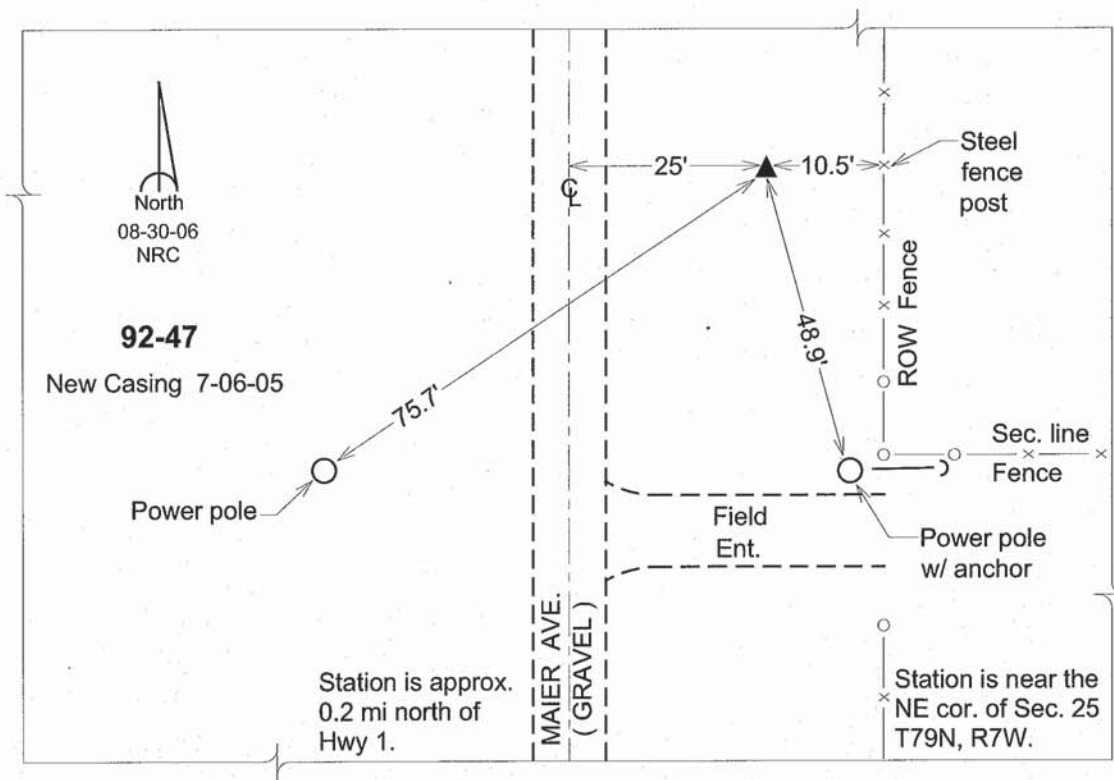 North
08-30-06
NRC
92-47
New Casing 7-06-05
25'
10.5'
Steel
fence
post
℄
ROW Fence
48.9'
75.7'
Sec. line
Fence
Power pole
Field
Ent.
Power pole
w/ anchor
MAIER AVE.
( GRAVEL )
Station is approx.
0.2 mi north of
Hwy 1.
Station is near the
NE cor. of Sec. 25
T79N, R7W.